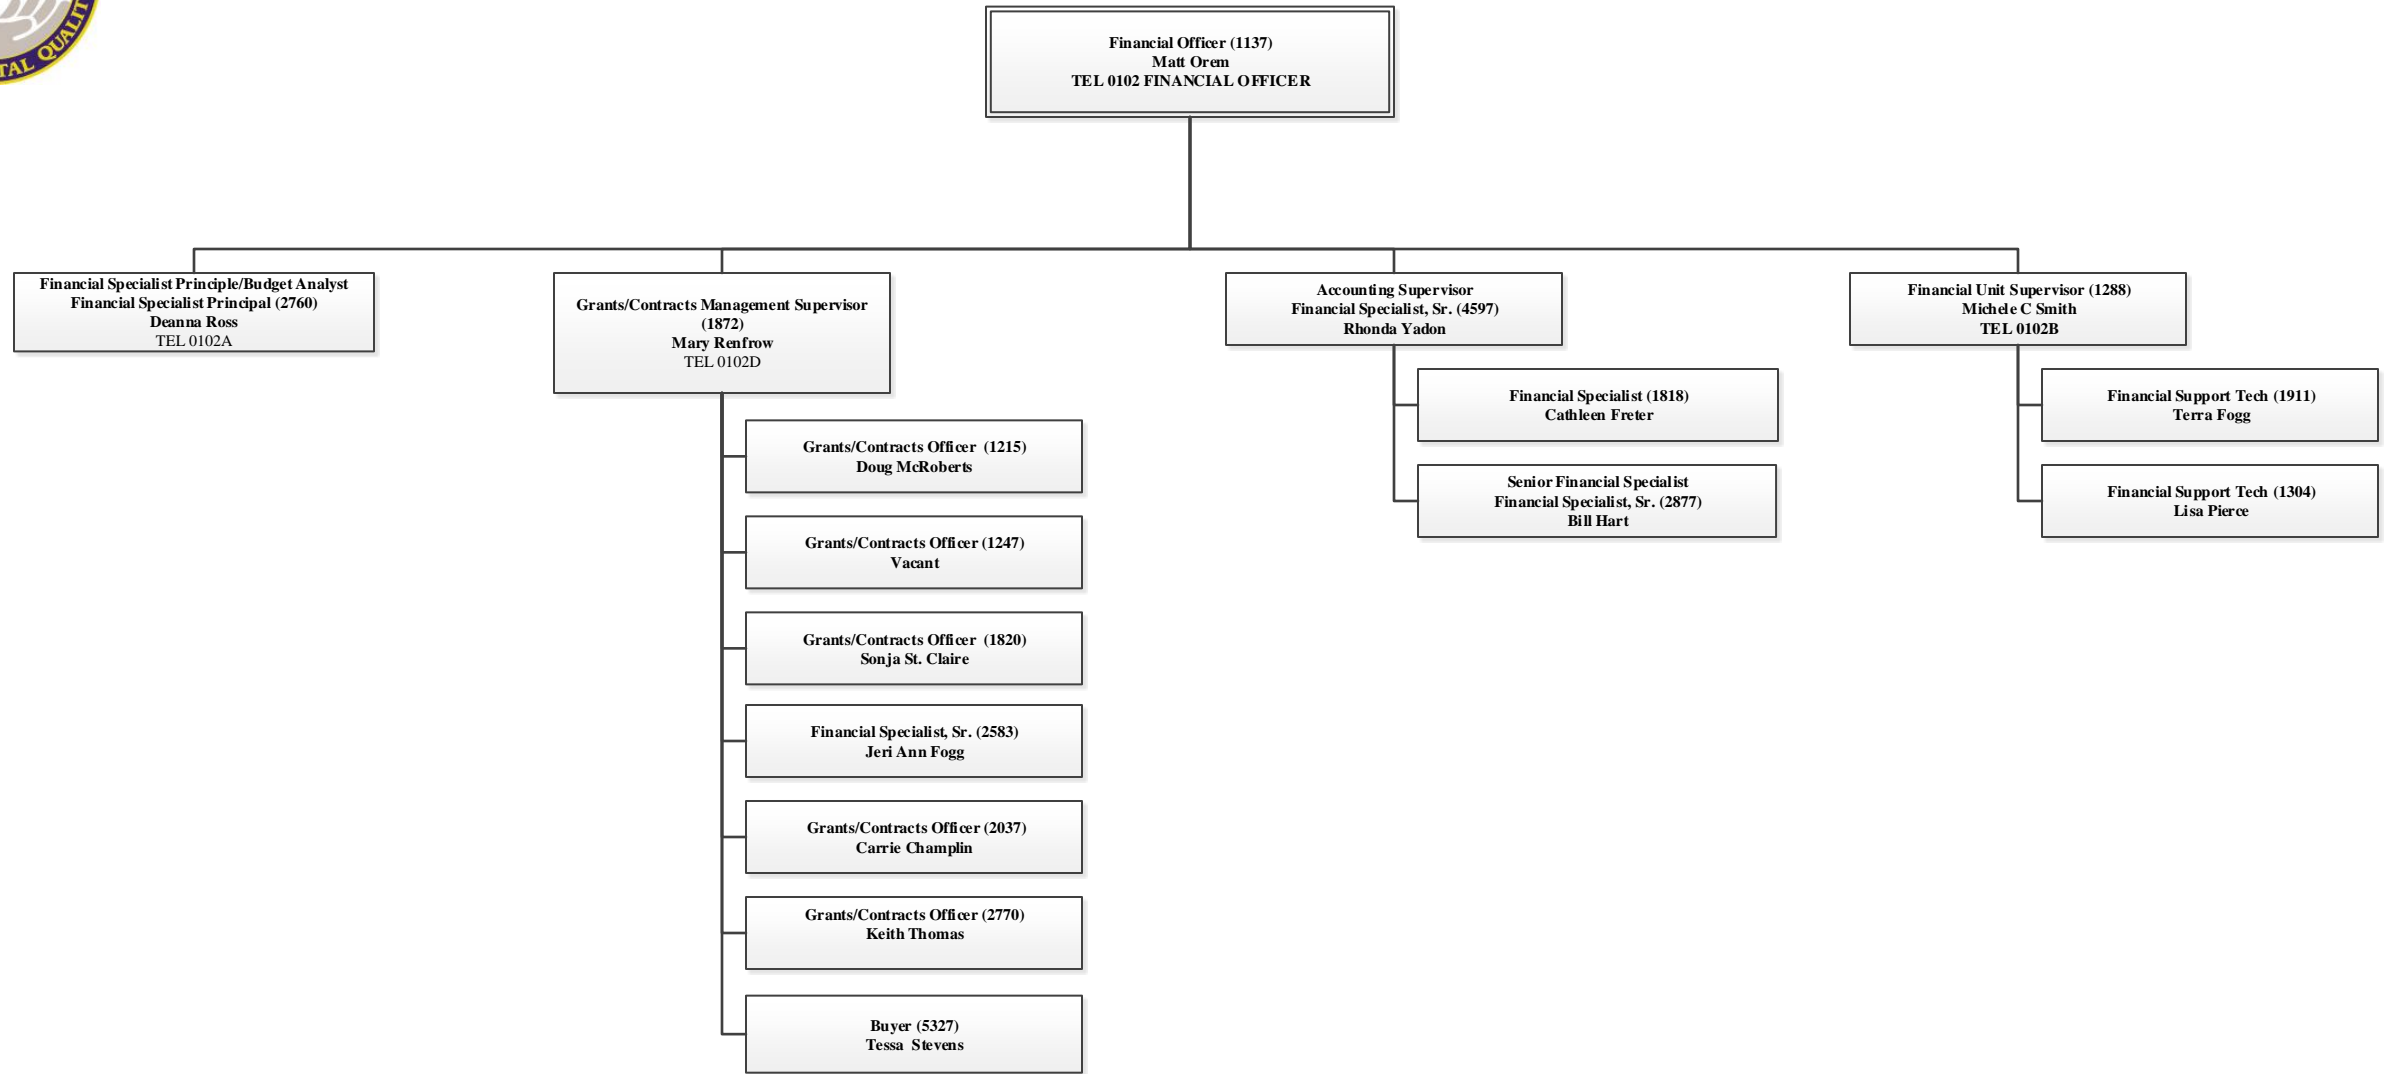 TAL QUALIT
Financial Officer (1137)
Matt Orem
TEL 0102 FINANCIAL OFFICER
Financial Specialist Principle/Budget Analyst
Financial Specialist Principal (2760)
Deanna Ross
TEL 0102A
Grants/Contracts Management Supervisor
(1872)
Mary Renfrow
TEL 0102D
Accounting Supervisor
Financial Specialist, Sr. (4597)
Rhonda Yadon
Financial Unit Supervisor (1288)
Michele C Smith
TEL 0102B
Grants/Contracts Officer (1215)
Doug McRoberts
Grants/Contracts Officer (1247)
Vacant
Grants/Contracts Officer (1820)
Sonja St. Claire
Financial Specialist, Sr. (2583)
Jeri Ann Fogg
Grants/Contracts Officer (2037)
Carrie Champlin
Grants/Contracts Officer (2770)
Keith Thomas
Buyer (5327)
Tessa Stevens
Financial Specialist (1818)
Cathleen Freter
Senior Financial Specialist
Financial Specialist, Sr. (2877)
Bill Hart
Financial Support Tech (1911)
Terra Fogg
Financial Support Tech (1304)
Lisa Pierce